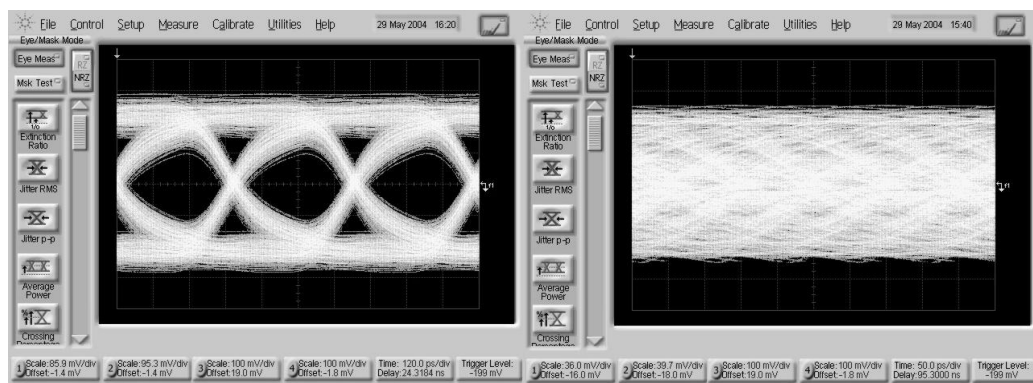 File Control Setup Measure Calibrate Utilities Help 29 May 2004 16:20
Eye/Mask Mode
Eye Meas
RZ
NRZ
Msk Test
1/0
Extinction
Ratio
Jitter RMS
Jitter p-p
Average
Power
Crossing
1 Scale:85.9 mV/div
Offset:-1.4 mV
2 Scale:95.3 mV/div
Offset:-1.4 mV
3 Scale:100 mV/div
Offset:19.0 mV
4 Scale:100 mV/div
Offset:-1.8 mV
Time: 120.0 ps/div
Delay:24.3184 ns
Trigger Level:
-199 mV
File Control Setup Measure Calibrate Utilities Help 29 May 2004 15:40
Eye/Mask Mode
Eye Meas
RZ
NRZ
Msk Test
1/0
Extinction
Ratio
Jitter RMS
Jitter p-p
Average
Power
Crossing
1 Scale:36.0 mV/div
Offset:-16.0 mV
2 Scale:39.7 mV/div
Offset:-18.0 mV
3 Scale:100 mV/div
Offset:19.0 mV
4 Scale:100 mV/div
Offset:-1.8 mV
Time: 50.0 ps/div
Delay:95.3000 ns
Trigger Level:
-199 mV